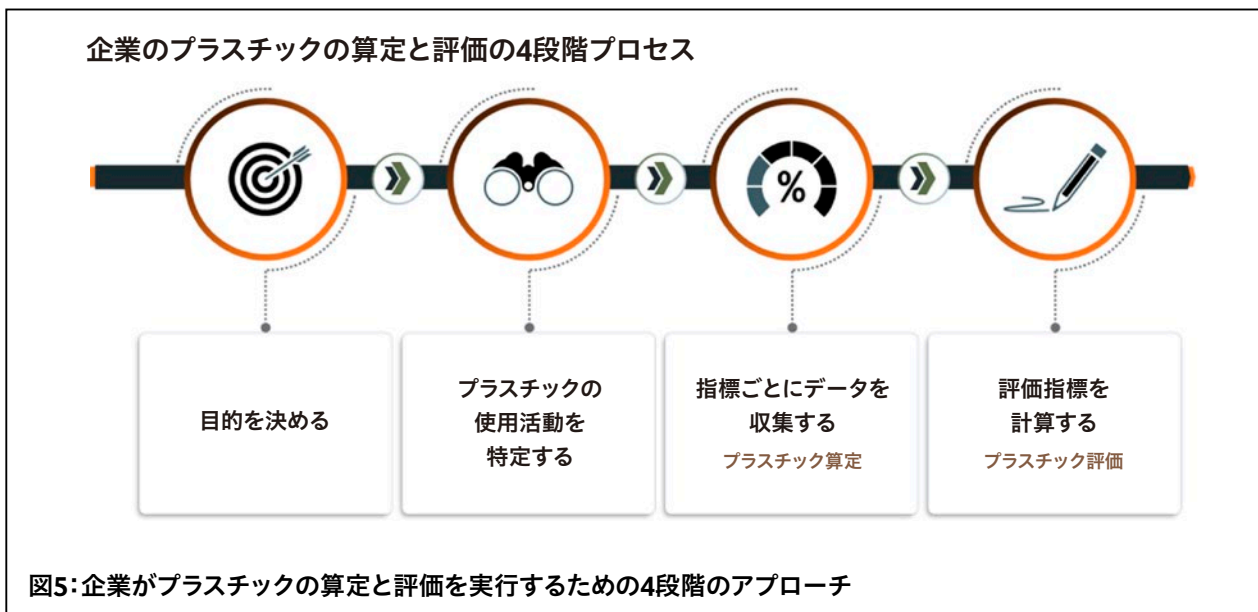 企業のプラスチックの算定と評価の4段階プロセス
%
目的を決める
プラスチックの
使用活動を
特定する
指標ごとにデータを
収集する
プラスチック算定
評価指標を
計算する
プラスチック評価
図5：企業がプラスチックの算定と評価を実行するための4段階のアプローチ